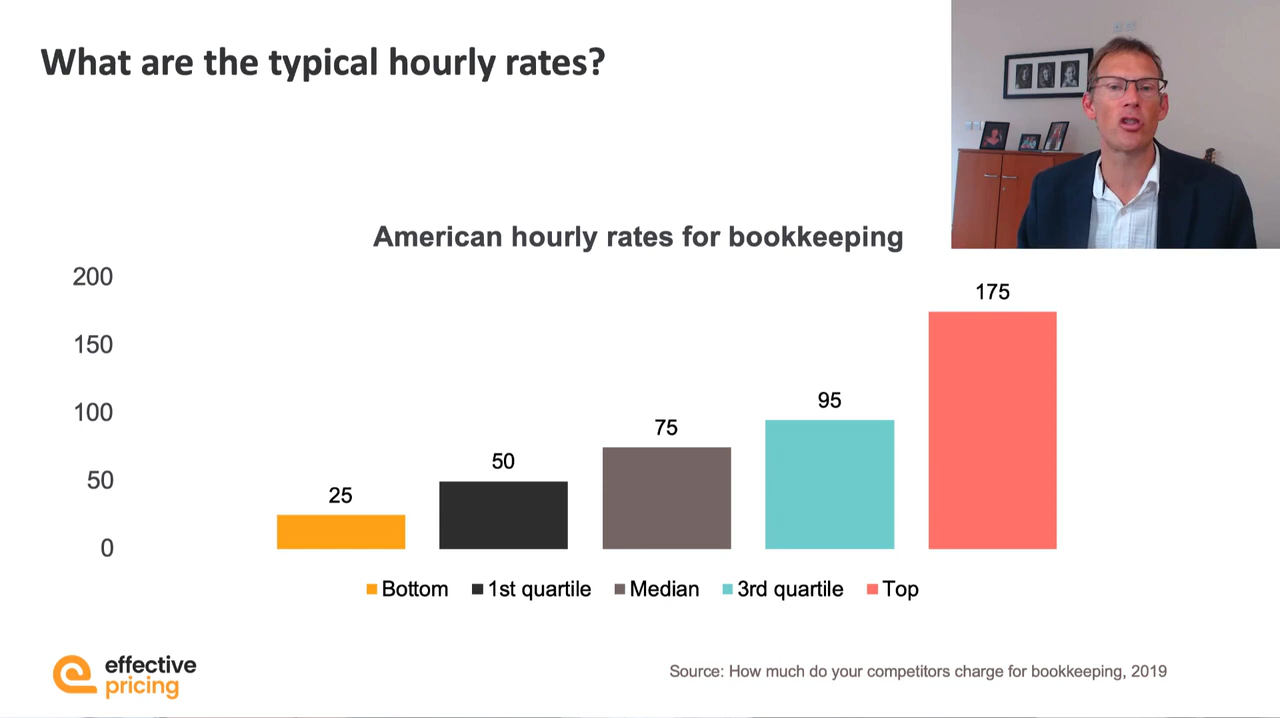 What are the typical hourly rates?
American hourly rates for bookkeeping
200
150
100
50
0
25
50
75
95
175
Bottom 1st quartile Median 3rd quartile Top
effective
pricing
Source: How much do your competitors charge for bookkeeping, 2019